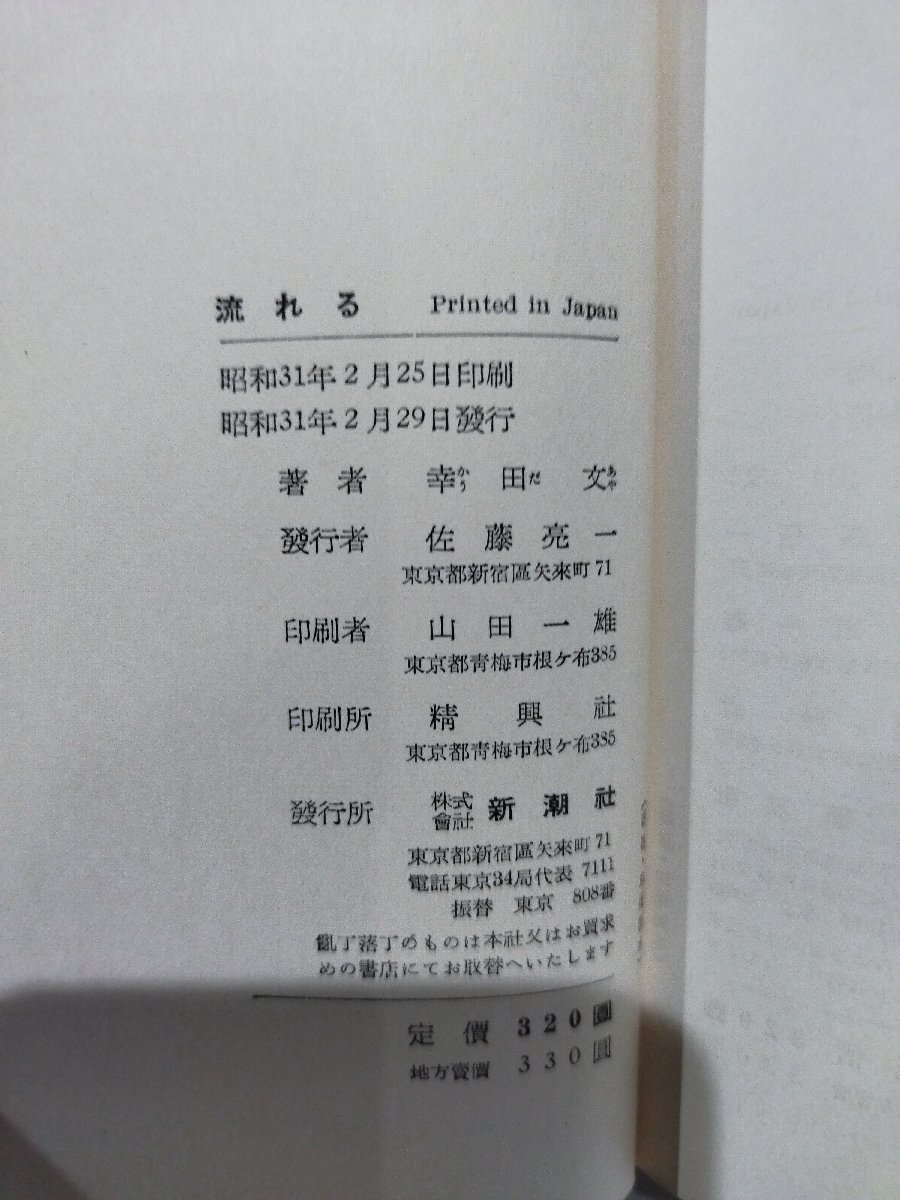 流れる Printed in Japan
昭和31年2月25日印刷
昭和31年2月29日發行
著者 幸田文
かう だ あや
發行者 佐藤亮一
東京都新宿區矢來町71
印刷者 山田一雄
東京都靑梅市根ケ布385
印刷所 精興社
東京都靑梅市根ケ布385
發行所 株式會社 新潮社
東京都新宿區矢來町71
電話東京34局代表7111
振替 東京 808番
亂丁落丁のものは本社又はお買求
めの書店にてお取替へいたします
定價 320圓
地方賣價 330圓